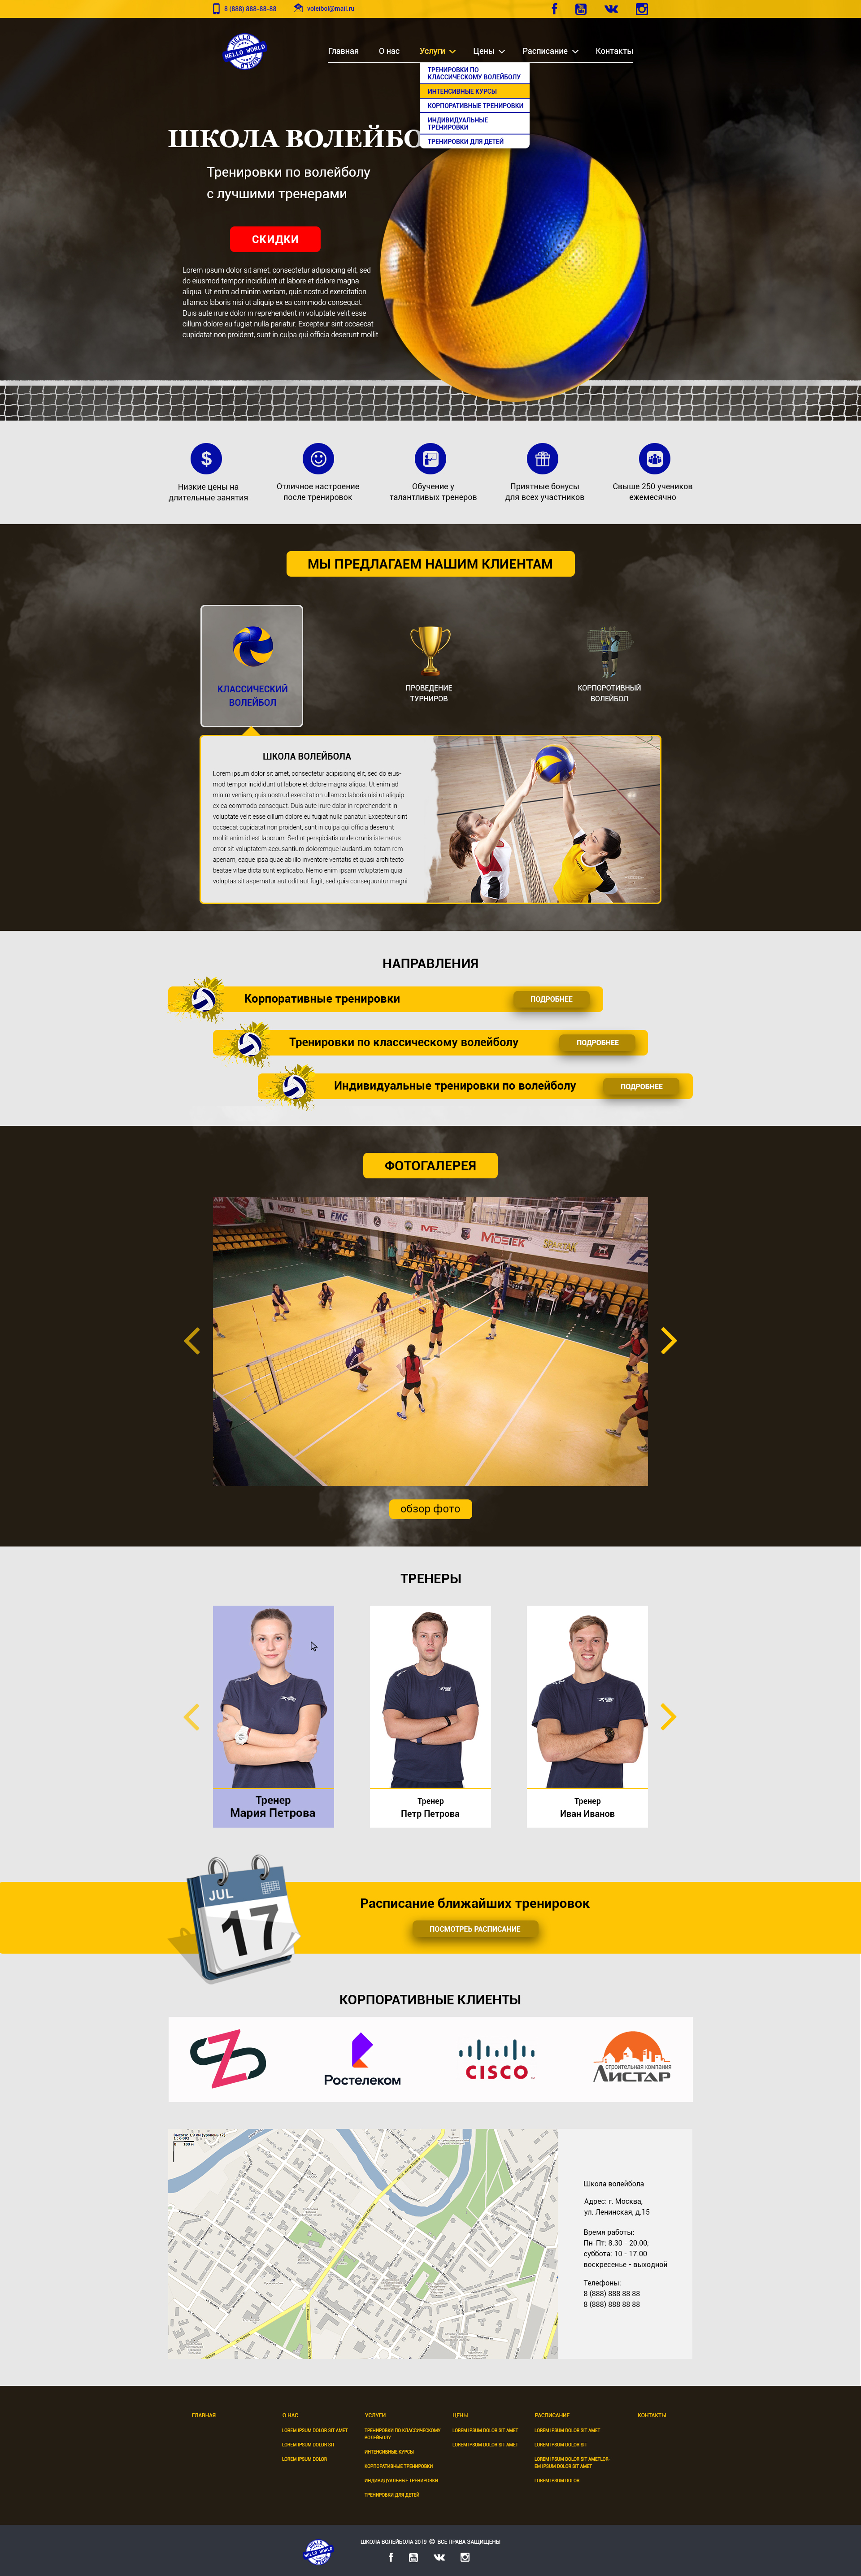 8 (888) 888-88-88
voleibol@mail.ru
HELLO
HELLO WORLD
Главная
О нас
Услуги
Цены
Расписание
Контакты
ТРЕНИРОВКИ ПО
КЛАССИЧЕСКОМУ ВОЛЕЙБОЛУ
ИНТЕНСИВНЫЕ КУРСЫ
КОРПОРАТИВНЫЕ ТРЕНИРОВКИ
ИНДИВИДУАЛЬНЫЕ
ТРЕНИРОВКИ
ТРЕНИРОВКИ ДЛЯ ДЕТЕЙ
ШКОЛА ВОЛЕЙБО
Тренировки по волейболу
с лучшими тренерами
СКИДКИ
Lorem ipsum dolor sit amet, consectetur adipisicing elit, sed
do eiusmod tempor incididunt ut labore et dolore magna
aliqua. Ut enim ad minim veniam, quis nostrud exercitation
ullamco laboris nisi ut aliquip ex ea commodo consequat.
Duis aute irure dolor in reprehenderit in voluptate velit esse
cillum dolore eu fugiat nulla pariatur. Excepteur sint occaecat
cupidatat non proident, sunt in culpa qui officia deserunt mollit
Низкие цены на
длительные занятия
Отличное настроение
после тренировок
Обучение у
талантливых тренеров
Приятные бонусы
для всех участников
Свыше 250 учеников
ежемесячно
МЫ ПРЕДЛАГАЕМ НАШИМ КЛИЕНТАМ
КЛАССИЧЕСКИЙ
ВОЛЕЙБОЛ
ПРОВЕДЕНИЕ
ТУРНИРОВ
КОРПОРОТИВНЫЙ
ВОЛЕЙБОЛ
ШКОЛА ВОЛЕЙБОЛА
Lorem ipsum dolor sit amet, consectetur adipisicing elit, sed do eius-
mod tempor incididunt ut labore et dolore magna aliqua. Ut enim ad
minim veniam, quis nostrud exercitation ullamco laboris nisi ut aliquip
ex ea commodo consequat. Duis aute irure dolor in reprehenderit in
voluptate velit esse cillum dolore eu fugiat nulla pariatur. Excepteur sint
occaecat cupidatat non proident, sunt in culpa qui officia deserunt
mollit anim id est laborum. Sed ut perspiciatis unde omnis iste natus
error sit voluptatem accusantium doloremque laudantium, totam rem
aperiam, eaque ipsa quae ab illo inventore veritatis et quasi architecto
beatae vitae dicta sunt explicabo. Nemo enim ipsam voluptatem quia
voluptas sit aspernatur aut odit aut fugit, sed quia consequuntur magni
НАПРАВЛЕНИЯ
Корпоративные тренировки
ПОДРОБНЕЕ
Тренировки по классическому волейболу
ПОДРОБНЕЕ
Индивидуальные тренировки по волейболу
ПОДРОБНЕЕ
ФОТОГАЛЕРЕЯ
FMC
MOSTEK
SPARTAK
обзор фото
ТРЕНЕРЫ
Тренер
Мария Петрова
Тренер
Петр Петрова
Тренер
Иван Иванов
JUL
17
Расписание ближайших тренировок
ПОСМОТРЕЬ РАСПИСАНИЕ
КОРПОРАТИВНЫЕ КЛИЕНТЫ
Ростелеком
CISCO
строительная компания
ЛИСТАР
Школа волейбола
Адрес: г. Москва,
ул. Ленинская, д.15
Время работы:
Пн-Пт: 8.30 - 20.00;
суббота: 10 - 17.00
воскресенье - выходной
Телефоны:
8 (888) 888 88 88
8 (888) 888 88 88
ГЛАВНАЯ
О НАС
LOREM IPSUM DOLOR SIT AMET
LOREM IPSUM DOLOR SIT
LOREM IPSUM DOLOR
УСЛУГИ
ТРЕНИРОВКИ ПО КЛАССИЧЕСКОМУ
ВОЛЕЙБОЛУ
ИНТЕНСИВНЫЕ КУРСЫ
КОРПОРАТИВНЫЕ ТРЕНИРОВКИ
ИНДИВИДУАЛЬНЫЕ ТРЕНИРОВКИ
ТРЕНИРОВКИ ДЛЯ ДЕТЕЙ
ЦЕНЫ
LOREM IPSUM DOLOR SIT AMET
LOREM IPSUM DOLOR SIT AMET
РАСПИСАНИЕ
LOREM IPSUM DOLOR SIT AMET
LOREM IPSUM DOLOR SIT
LOREM IPSUM DOLOR SIT AMETLOR-
EM IPSUM DOLOR SIT AMET
LOREM IPSUM DOLOR
КОНТАКТЫ
HELLO
HELLO WORLD
ШКОЛА ВОЛЕЙБОЛА 2019 © ВСЕ ПРАВА ЗАЩИЩЕНЫ